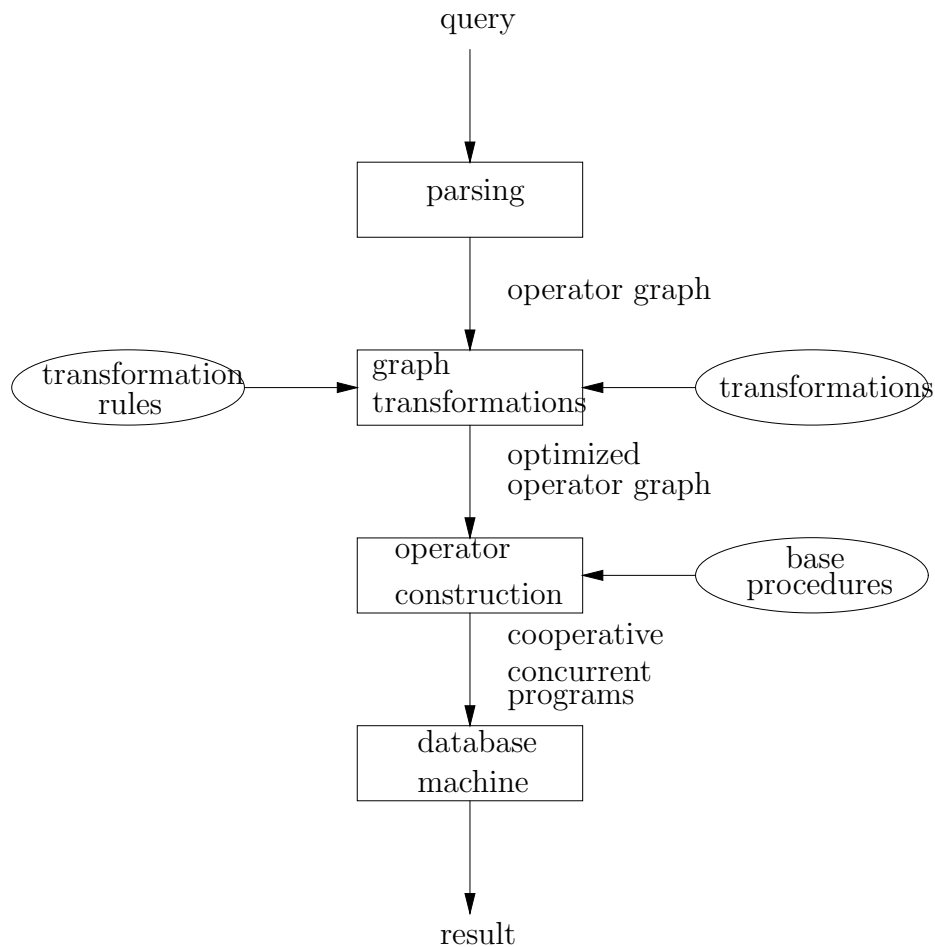 query
parsing
operator graph
transformation
rules
graph
transformations
transformations
optimized
operator graph
operator
construction
base
procedures
cooperative
concurrent
programs
database
machine
result